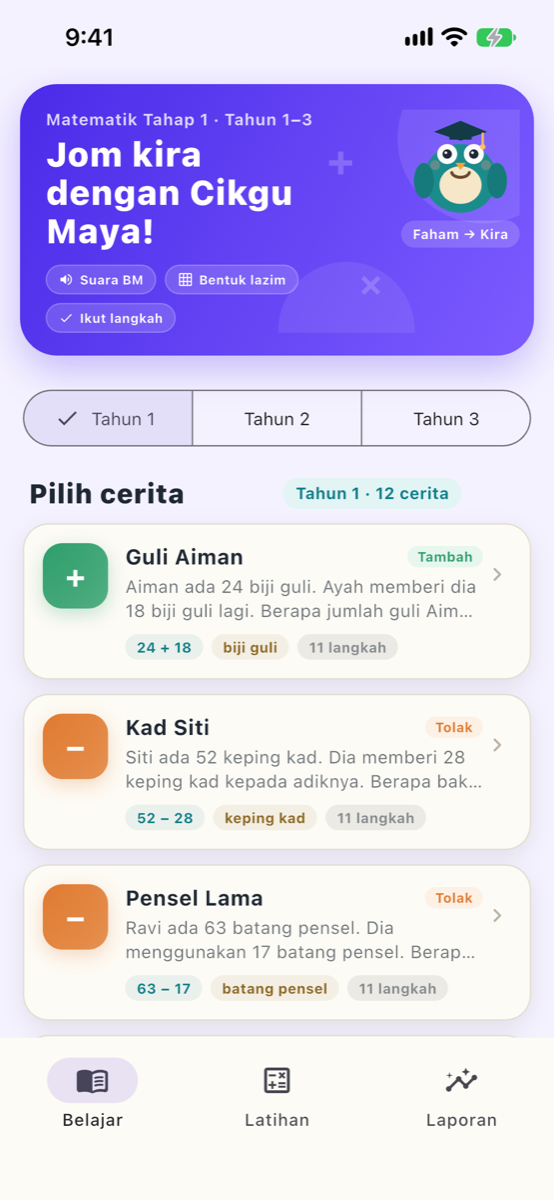 9:41
Matematik Tahap 1 · Tahun 1–3
Jom kira
dengan Cikgu
Maya!
Faham → Kira
Suara BM
Bentuk lazim
Ikut langkah
Tahun 1
Tahun 2
Tahun 3
Pilih cerita
Tahun 1 · 12 cerita
Guli Aiman
Tambah
Aiman ada 24 biji guli. Ayah memberi dia
18 biji guli lagi. Berapa jumlah guli Aim...
24 + 18
biji guli
11 langkah
Kad Siti
Tolak
Siti ada 52 keping kad. Dia memberi 28
keping kad kepada adiknya. Berapa bak...
52 − 28
keping kad
11 langkah
Pensel Lama
Tolak
Ravi ada 63 batang pensel. Dia
menggunakan 17 batang pensel. Berap...
63 − 17
batang pensel
11 langkah
Belajar
Latihan
Laporan